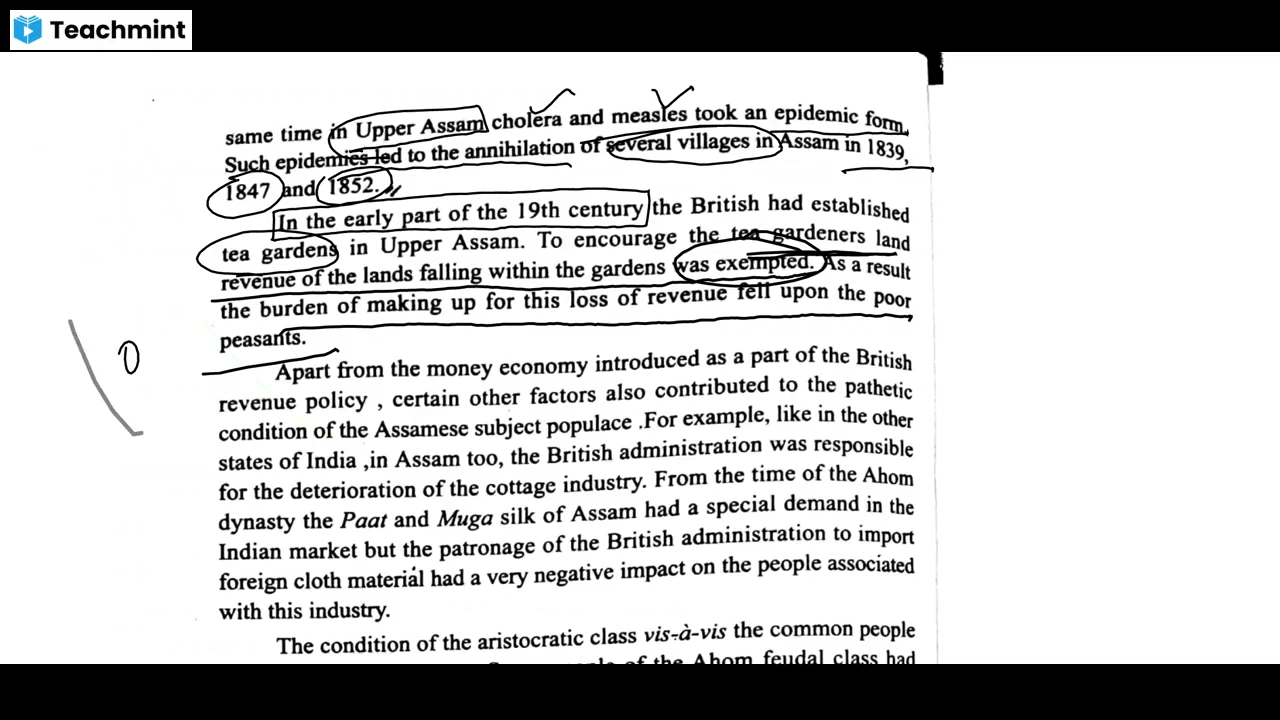 Teachmint
same time in Upper Assam cholera and measles took an epidemic form.
Such epidemies led to the annihilation of several villages in Assam in 1839,
1847 and 1852.
In the early part of the 19th century the British had established
tea gardens in Upper Assam. To encourage the tea gardeners land
revenue of the lands falling within the gardens was exempted. As a result
the burden of making up for this loss of revenue fell upon the poor
peasants.
Apart from the money economy introduced as a part of the British
revenue policy , certain other factors also contributed to the pathetic
condition of the Assamese subject populace .For example, like in the other
states of India ,in Assam too, the British administration was responsible
for the deterioration of the cottage industry. From the time of the Ahom
dynasty the Paat and Muga silk of Assam had a special demand in the
Indian market but the patronage of the British administration to import
foreign cloth material had a very negative impact on the people associated
with this industry.
The condition of the aristocratic class vis-à-vis the common people
of the Ahom feudal class had